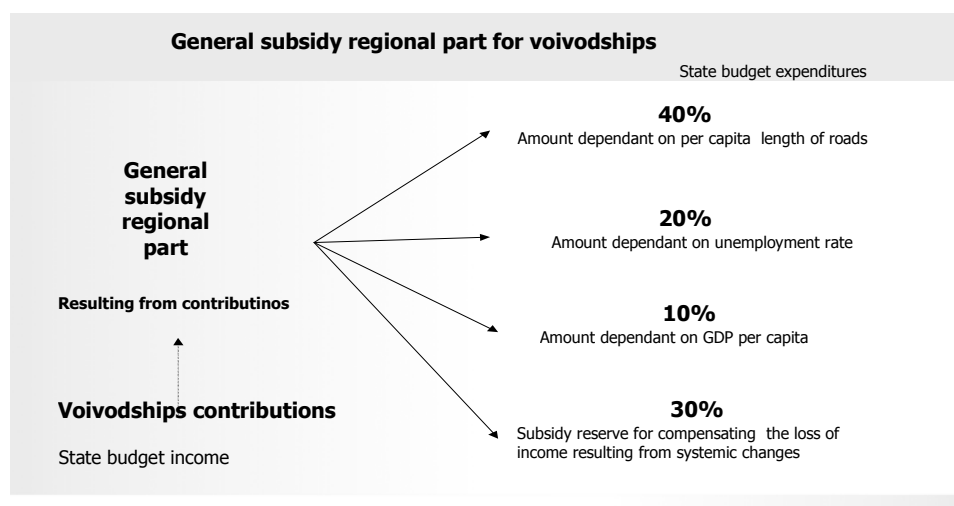 General subsidy regional part for voivodships
State budget expenditures
40%
Amount dependant on per capita length of roads
General
subsidy
regional
part
20%
Amount dependant on unemployment rate
Resulting from contributinos
10%
Amount dependant on GDP per capita
Voivodships contributions
State budget income
30%
Subsidy reserve for compensating the loss of
income resulting from systemic changes